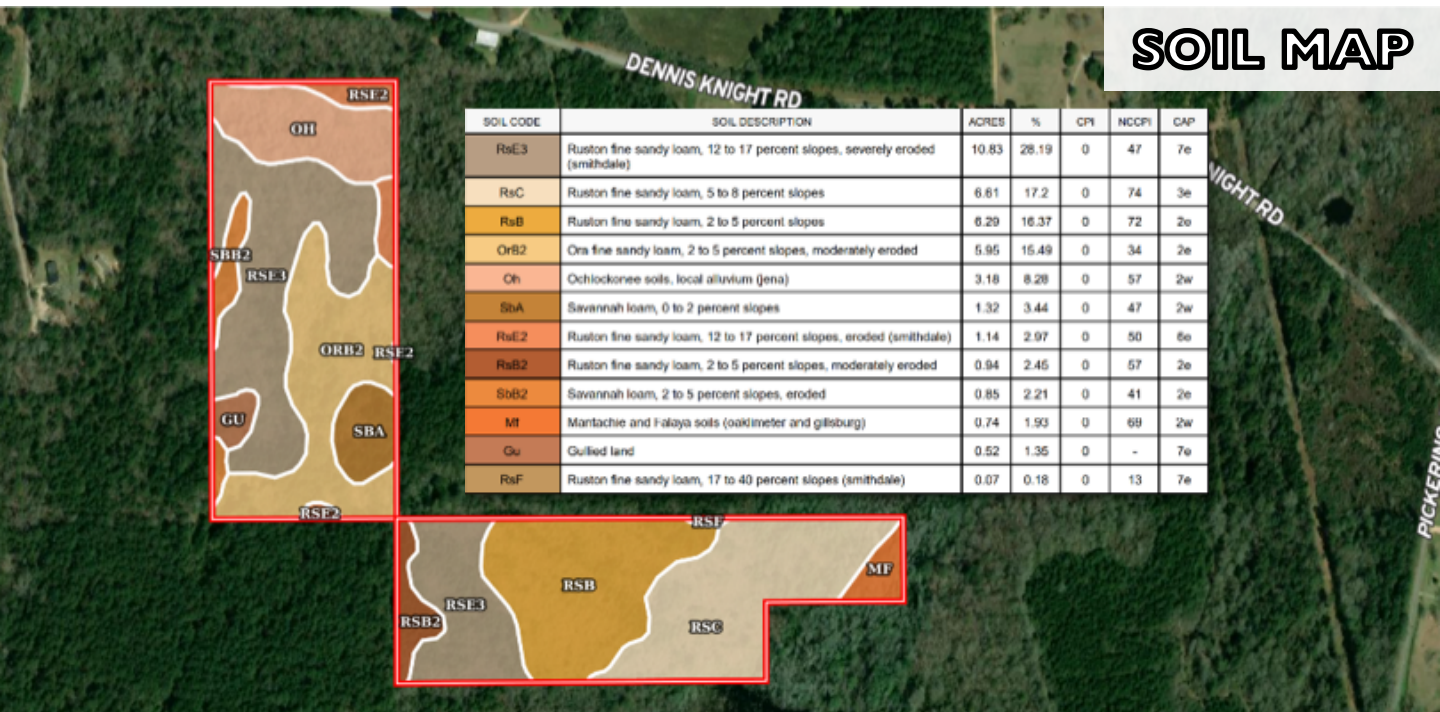 SOIL MAP
DENNIS KNIGHT RD
NIGHT RD
PICKERING
SOIL CODE SOIL DESCRIPTION ACRES % CPI NCCPI CAP
RsE3 Ruston fine sandy loam, 12 to 17 percent slopes, severely eroded
(smithdale) 10.83 28.19 0 47 7e
RsC Ruston fine sandy loam, 5 to 8 percent slopes 6.61 17.2 0 74 3e
RsB Ruston fine sandy loam, 2 to 5 percent slopes 6.29 16.37 0 72 2e
OrB2 Ora fine sandy loam, 2 to 5 percent slopes, moderately eroded 5.95 15.49 0 34 2e
Oh Ochlockonee soils, local alluvium (jena) 3.18 8.28 0 57 2w
SbA Savannah loam, 0 to 2 percent slopes 1.32 3.44 0 47 2w
RsE2 Ruston fine sandy loam, 12 to 17 percent slopes, eroded (smithdale) 1.14 2.97 0 50 6e
RsB2 Ruston fine sandy loam, 2 to 5 percent slopes, moderately eroded 0.94 2.45 0 57 2e
SbB2 Savannah loam, 2 to 5 percent slopes, eroded 0.85 2.21 0 41 2e
Mf Mantachie and Falaya soils (oaklimeter and gillsburg) 0.74 1.93 0 69 2w
Gu Gullied land 0.52 1.35 0 - 7e
RsF Ruston fine sandy loam, 17 to 40 percent slopes (smithdale) 0.07 0.18 0 13 7e
RSE2
OH
SBB2
RSE3
ORB2 RSE2
GU
SBA
RSE2
RSF
MF
RSB
RSE3
RSB2
RSC